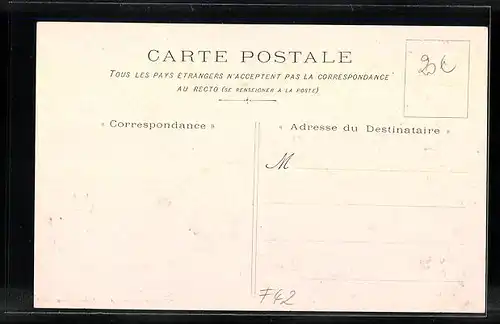 CARTE POSTALE
TOUS LES PAYS ETRANGERS N'ACCEPTENT PAS LA CORRESPONDANCE
AU RECTO (SE RENSEIGNER A LA POSTE)
« Correspondance »
« Adresse du Destinataire »
M
F42